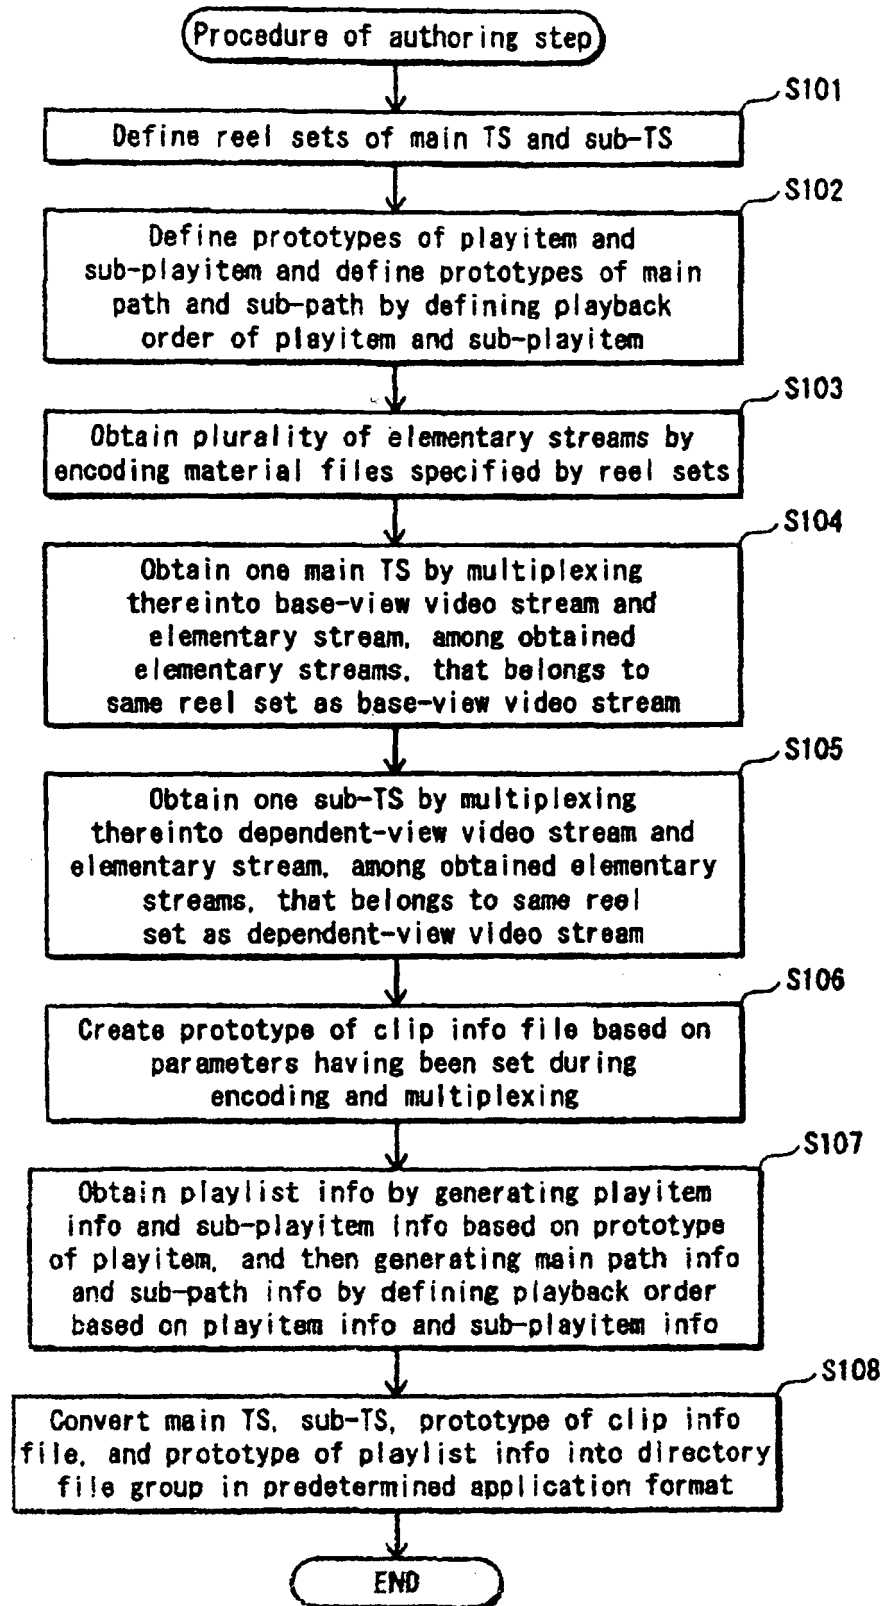 Procedure of authoring step
S101
Define reel sets of main TS and sub-TS
S102
Define prototypes of playitem and
sub-playitem and define prototypes of main
path and sub-path by defining playback
order of playitem and sub-playitem
S103
Obtain plurality of elementary streams by
encoding material files specified by reel sets
S104
Obtain one main TS by multiplexing
thereinto base-view video stream and
elementary stream, among obtained
elementary streams, that belongs to
same reel set as base-view video stream
S105
Obtain one sub-TS by multiplexing
thereinto dependent-view video stream and
elementary stream, among obtained elementary
streams, that belongs to same reel
set as dependent-view video stream
S106
Create prototype of clip info file based on
parameters having been set during
encoding and multiplexing
S107
Obtain playlist info by generating playitem
info and sub-playitem info based on prototype
of playitem, and then generating main path info
and sub-path info by defining playback order
based on playitem info and sub-playitem info
S108
Convert main TS, sub-TS, prototype of clip info
file, and prototype of playlist info into directory
file group in predetermined application format
END